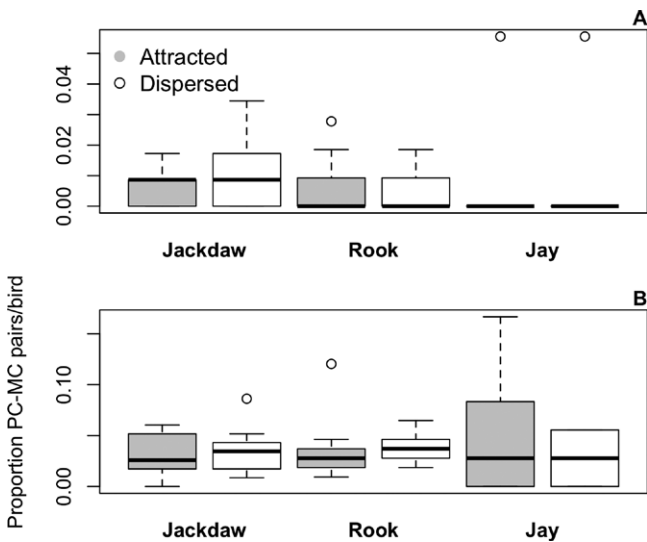 A
Attracted
Dispersed
0.04
0.02
0.00
Jackdaw Rook Jay
B
Proportion PC-MC pairs/bird
0.10
0.00
Jackdaw Rook Jay